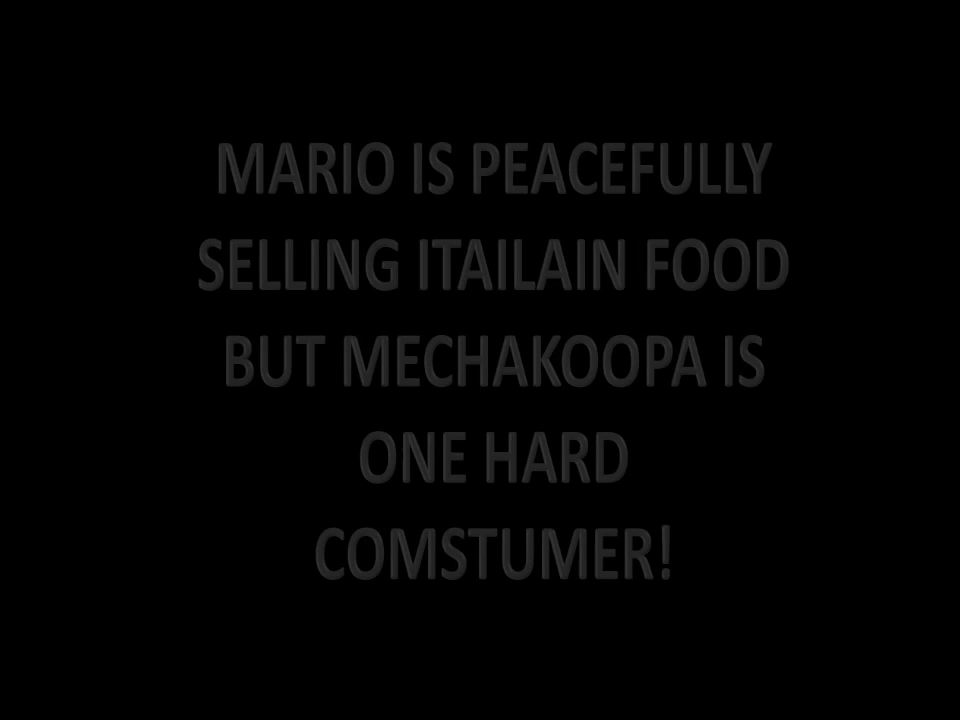 MARIO IS PEACEFULLY
SELLING ITAILAIN FOOD
BUT MECHAKOOPA IS
ONE HARD
COMSTUMER!